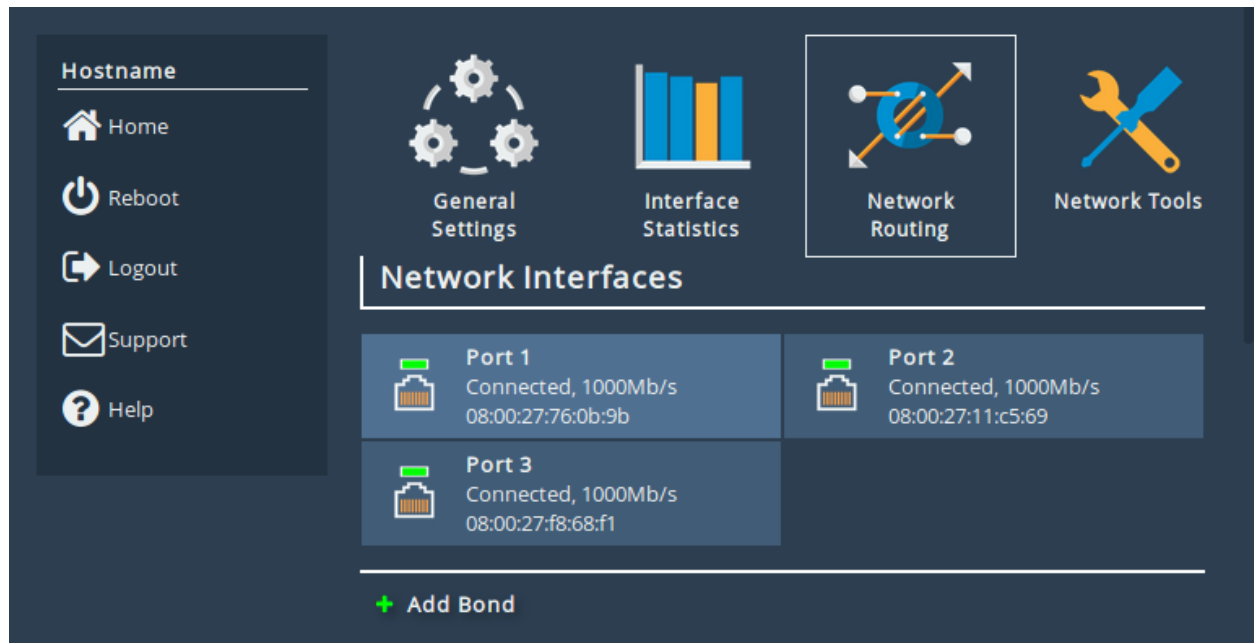 Hostname
Home
Reboot
Logout
Support
Help
General
Settings
Interface
Statistics
Network
Routing
Network Tools
Network Interfaces
Port 1
Connected, 1000Mb/s
08:00:27:76:0b:9b
Port 2
Connected, 1000Mb/s
08:00:27:11:c5:69
Port 3
Connected, 1000Mb/s
08:00:27:f8:68:f1
+ Add Bond